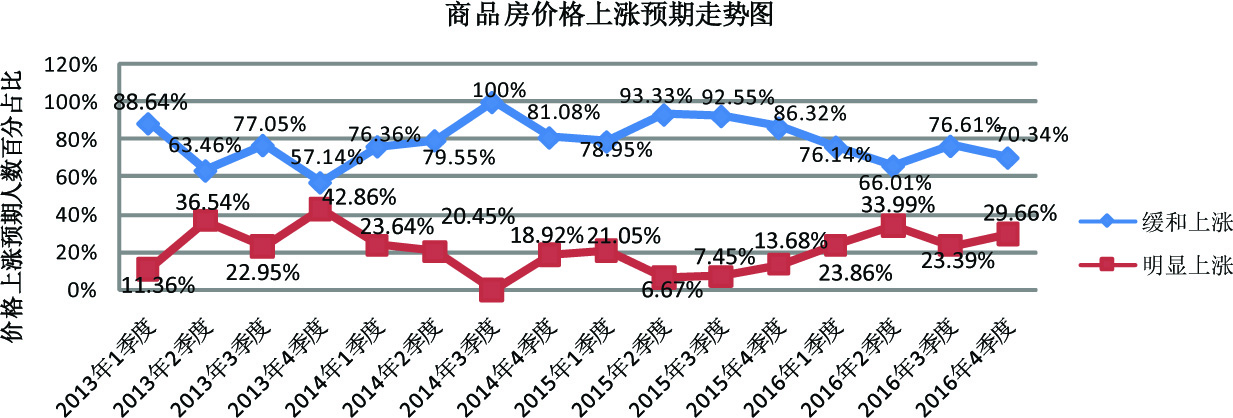 商品房价格上涨预期走势图
价格上涨预期人数百分占比
120%
100%
80%
60%
40%
20%
0%
88.64%
63.46%
77.05%
57.14%
76.36%
79.55%
100%
81.08%
78.95%
93.33%
92.55%
86.32%
76.14%
66.01%
76.61%
70.34%
11.36%
36.54%
22.95%
42.86%
23.64%
20.45%
18.92%
21.05%
6.67%
7.45%
13.68%
23.86%
33.99%
23.39%
29.66%
缓和上涨
明显上涨
2013年1季度
2013年2季度
2013年3季度
2013年4季度
2014年1季度
2014年2季度
2014年3季度
2014年4季度
2015年1季度
2015年2季度
2015年3季度
2015年4季度
2016年1季度
2016年2季度
2016年3季度
2016年4季度